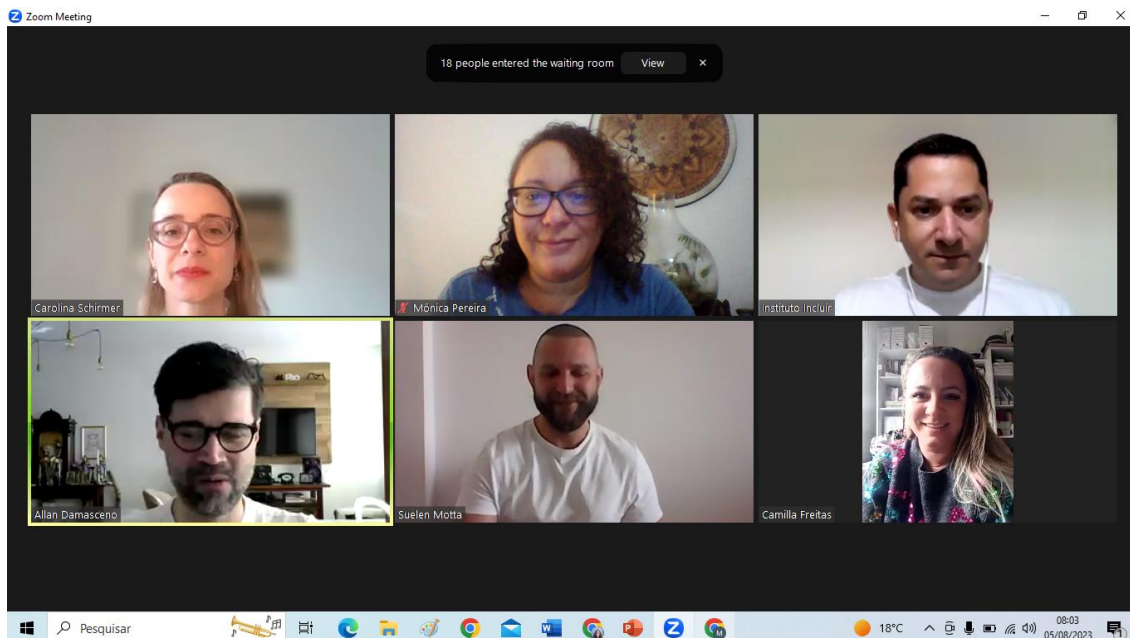 Zoom Meeting
18 people entered the waiting room View
Carolina Schirmer
Mônica Pereira
Instituto Incluir
Rio
Allan Damasceno
Suelen Motta
Camilla Freitas
Pesquisar
18°C
08:03
05/08/2023